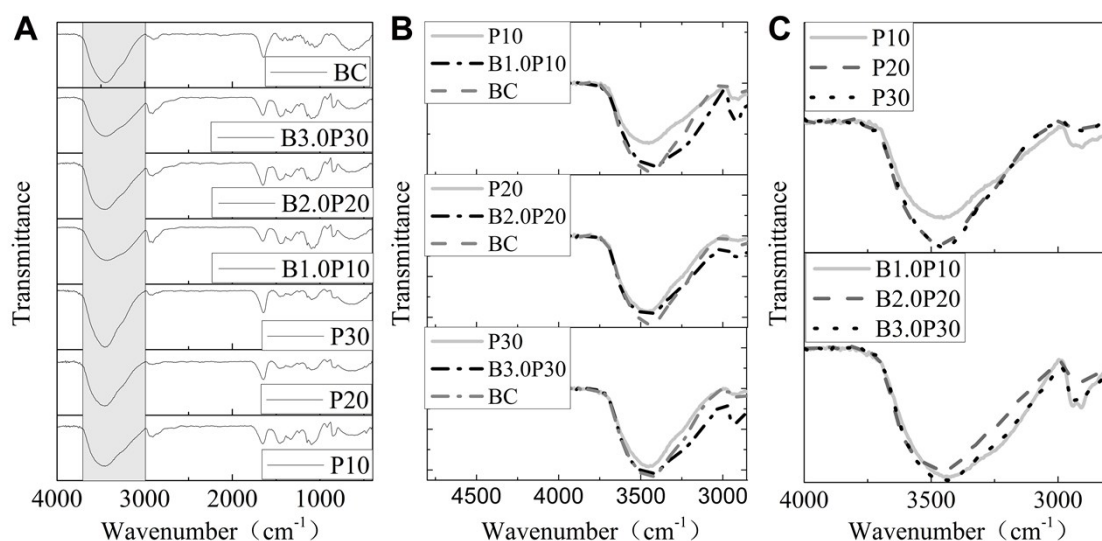 A
BC
B3.0P30
B2.0P20
B1.0P10
P30
P20
P10
Transmittance
4000 3000 2000 1000
Wavenumber（cm-1）
B
P10
B1.0P10
BC
P20
B2.0P20
BC
P30
B3.0P30
BC
Transmittance
4500 4000 3500 3000
Wavenumber（cm-1）
C
P10
P20
P30
B1.0P10
B2.0P20
B3.0P30
Transmittance
4000 3500 3000
Wavenumber（cm-1）